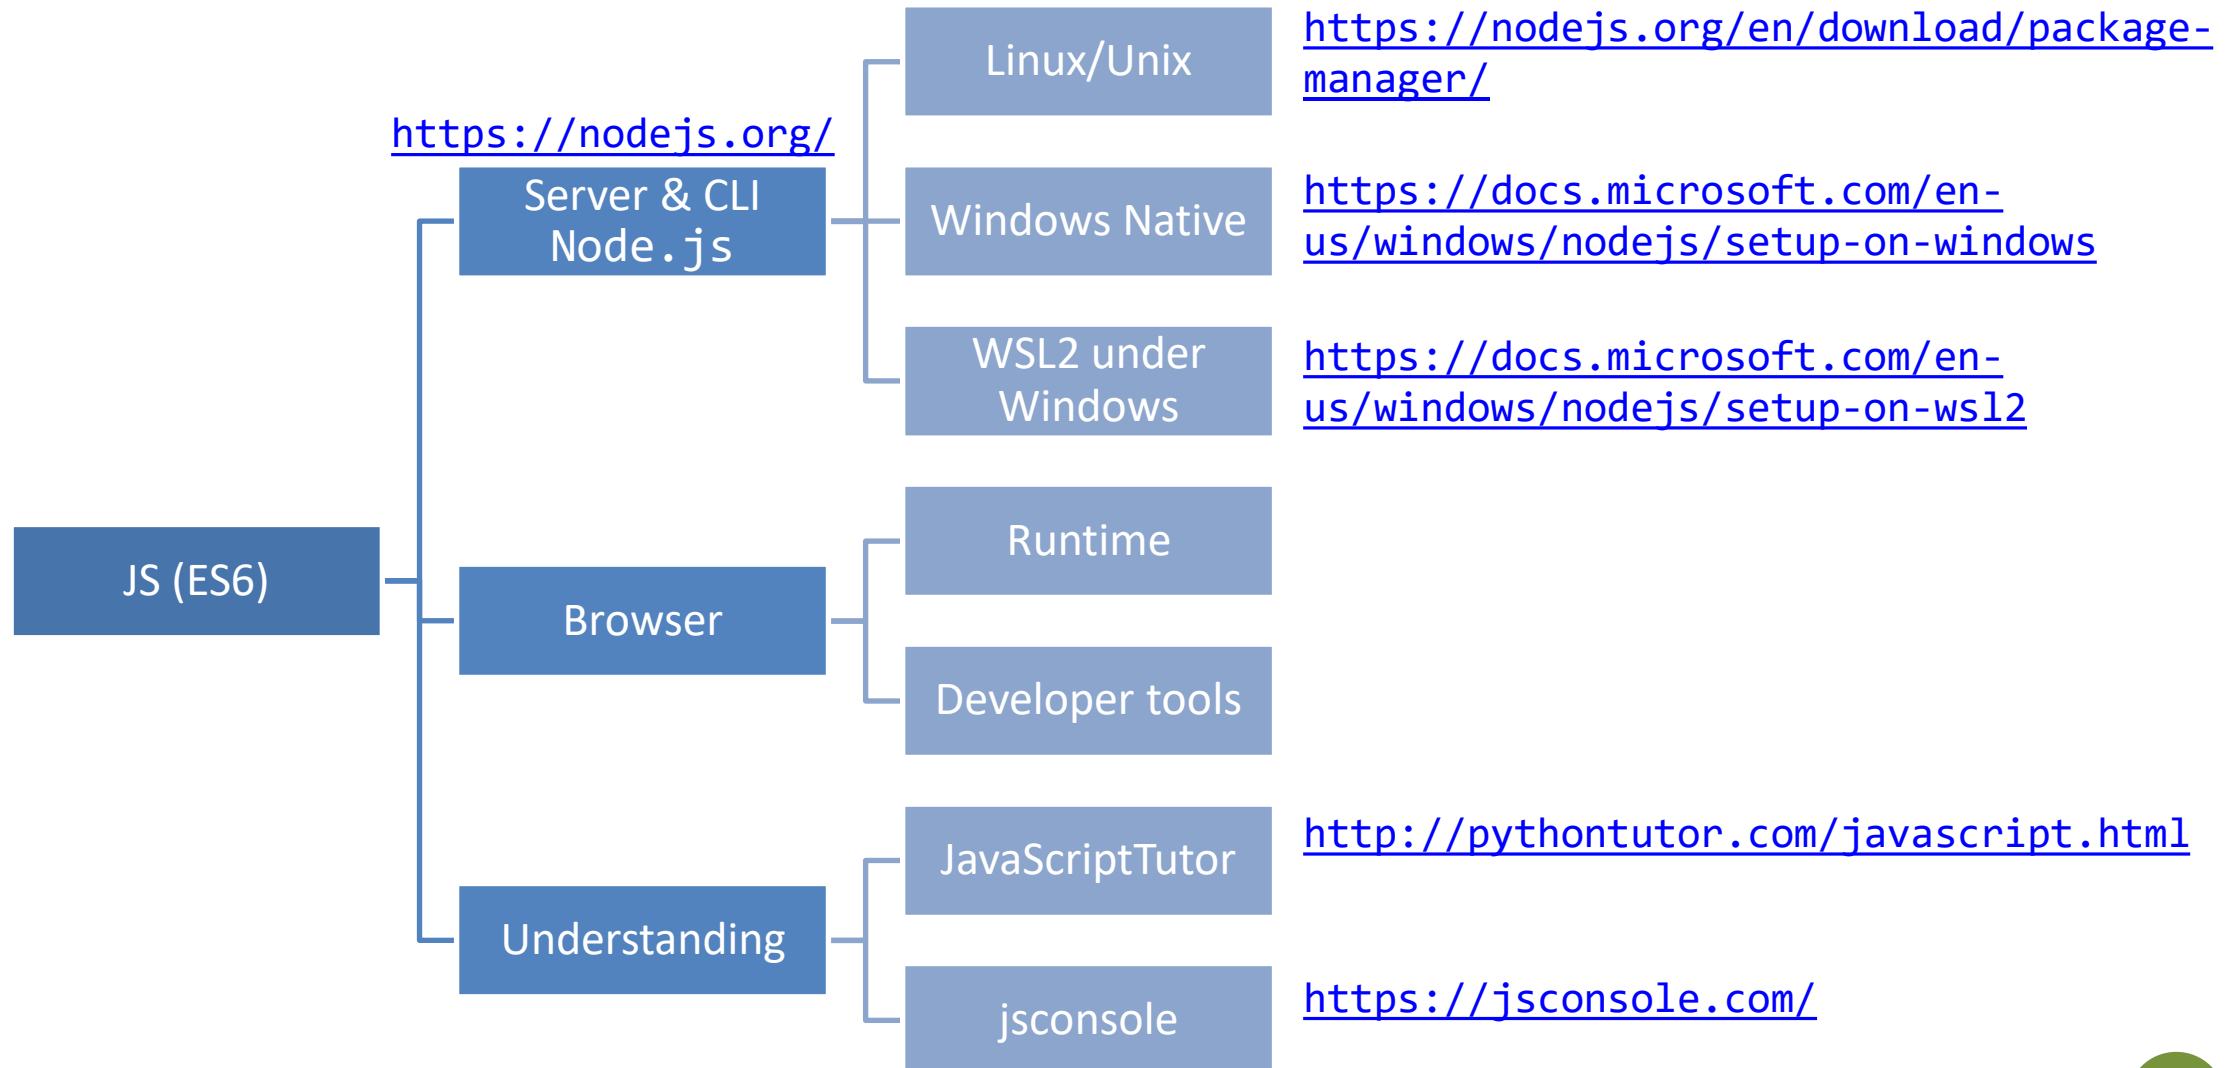 Linux/Unix
https://nodejs.org/en/download/package-
manager/
https://nodejs.org/
Server & CLI
Node.js
Windows Native
https://docs.microsoft.com/en-
us/windows/nodejs/setup-on-windows
WSL2 under
Windows
https://docs.microsoft.com/en-
us/windows/nodejs/setup-on-wsl2
JS (ES6)
Browser
Runtime
Developer tools
Understanding
JavaScriptTutor
http://pythontutor.com/javascript.html
jsconsole
https://jsconsole.com/